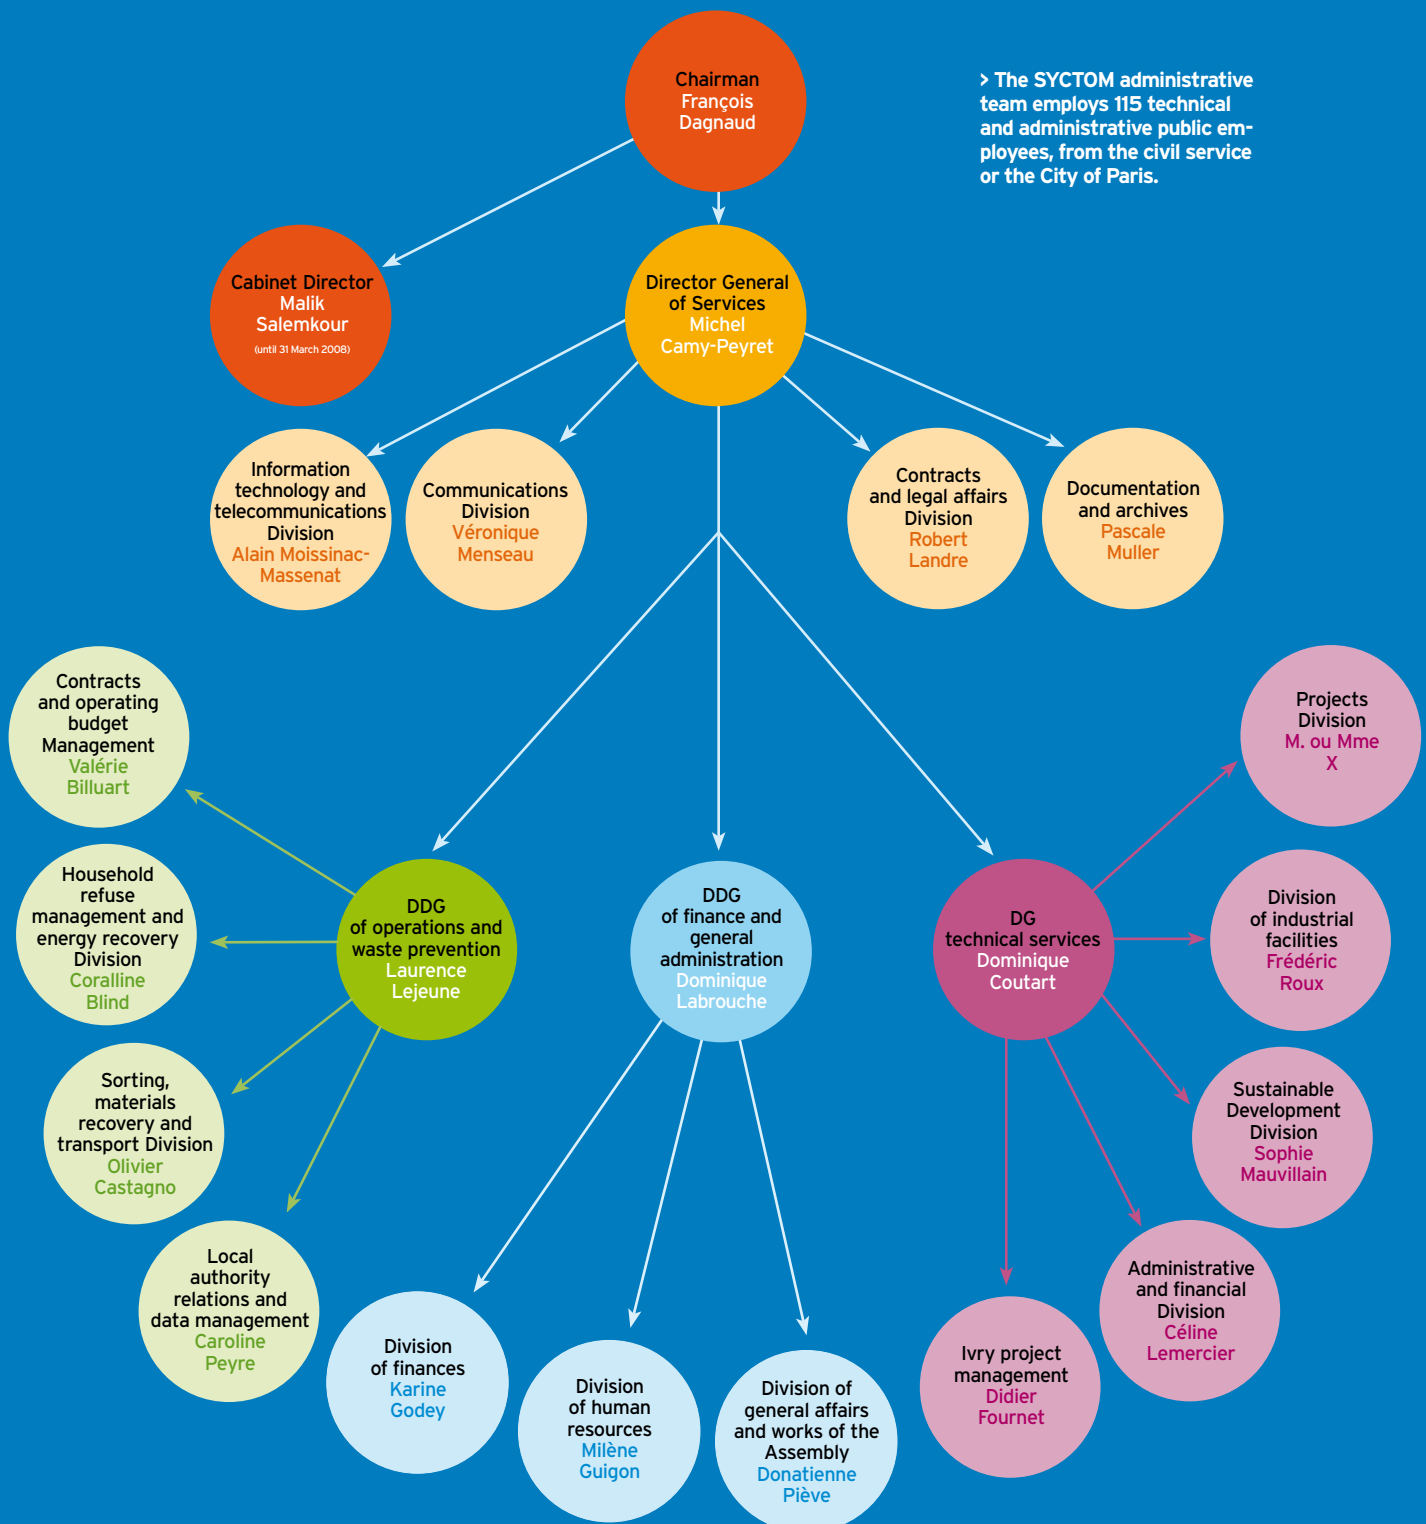 Chairman
François
Dagnaud
> The SYCTOM administrative
team employs 115 technical
and administrative public em-
ployees, from the civil service
or the City of Paris.
Cabinet Director
Malik
Salemkour
(until 31 March 2008)
Director General
of Services
Michel
Camy-Peyret
Information
technology and
telecommunications
Division
Alain Moissinac-
Massenat
Communications
Division
Véronique
Menseau
Contracts
and legal affairs
Division
Robert
Landre
Documentation
and archives
Pascale
Muller
Contracts
and operating
budget
Management
Valérie
Billuart
Household
refuse
management and
energy recovery
Division
Coralline
Blind
Sorting,
materials
recovery and
transport Division
Olivier
Castagno
Local
authority
relations and
data management
Caroline
Peyre
DDG
of operations and
waste prevention
Laurence
Lejeune
DDG
of finance and
general
administration
Dominique
Labrouche
DG
technical services
Dominique
Coutart
Projects
Division
M. ou Mme
X
Division
of industrial
facilities
Frédéric
Roux
Sustainable
Development
Division
Sophie
Mauvillain
Administrative
and financial
Division
Céline
Lemercier
Ivry project
management
Didier
Fournet
Division
of finances
Karine
Godey
Division
of human
resources
Milène
Guigon
Division of
general affairs
and works of the
Assembly
Donatienne
Piève